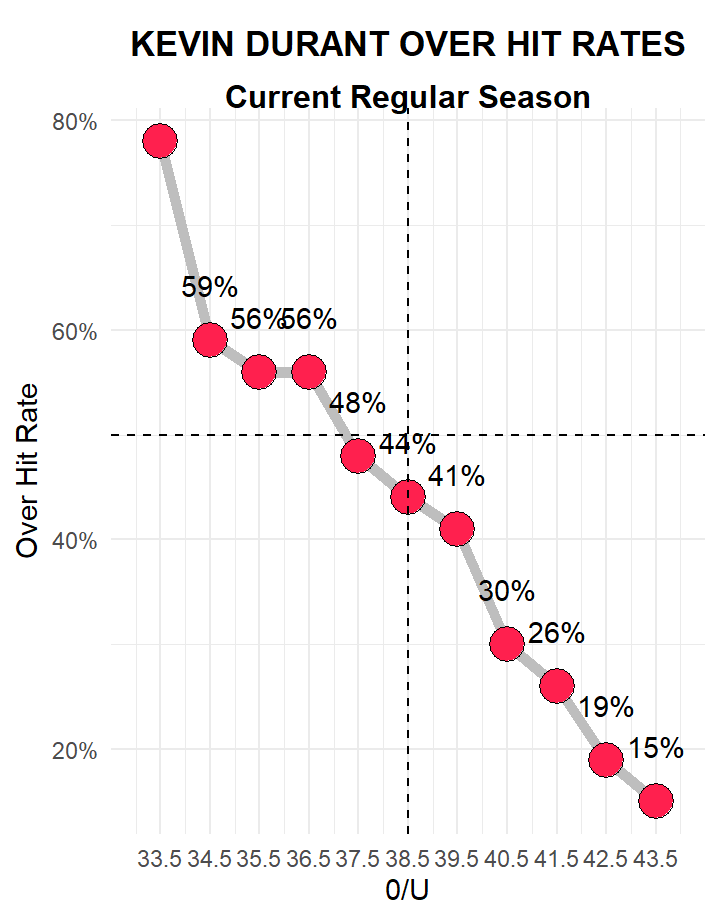 KEVIN DURANT OVER HIT RATES
Current Regular Season
80%
60%
40%
20%
Over Hit Rate
59%
56%
56%
48%
44%
41%
30%
26%
19%
15%
33.5 34.5 35.5 36.5 37.5 38.5 39.5 40.5 41.5 42.5 43.5
0/U